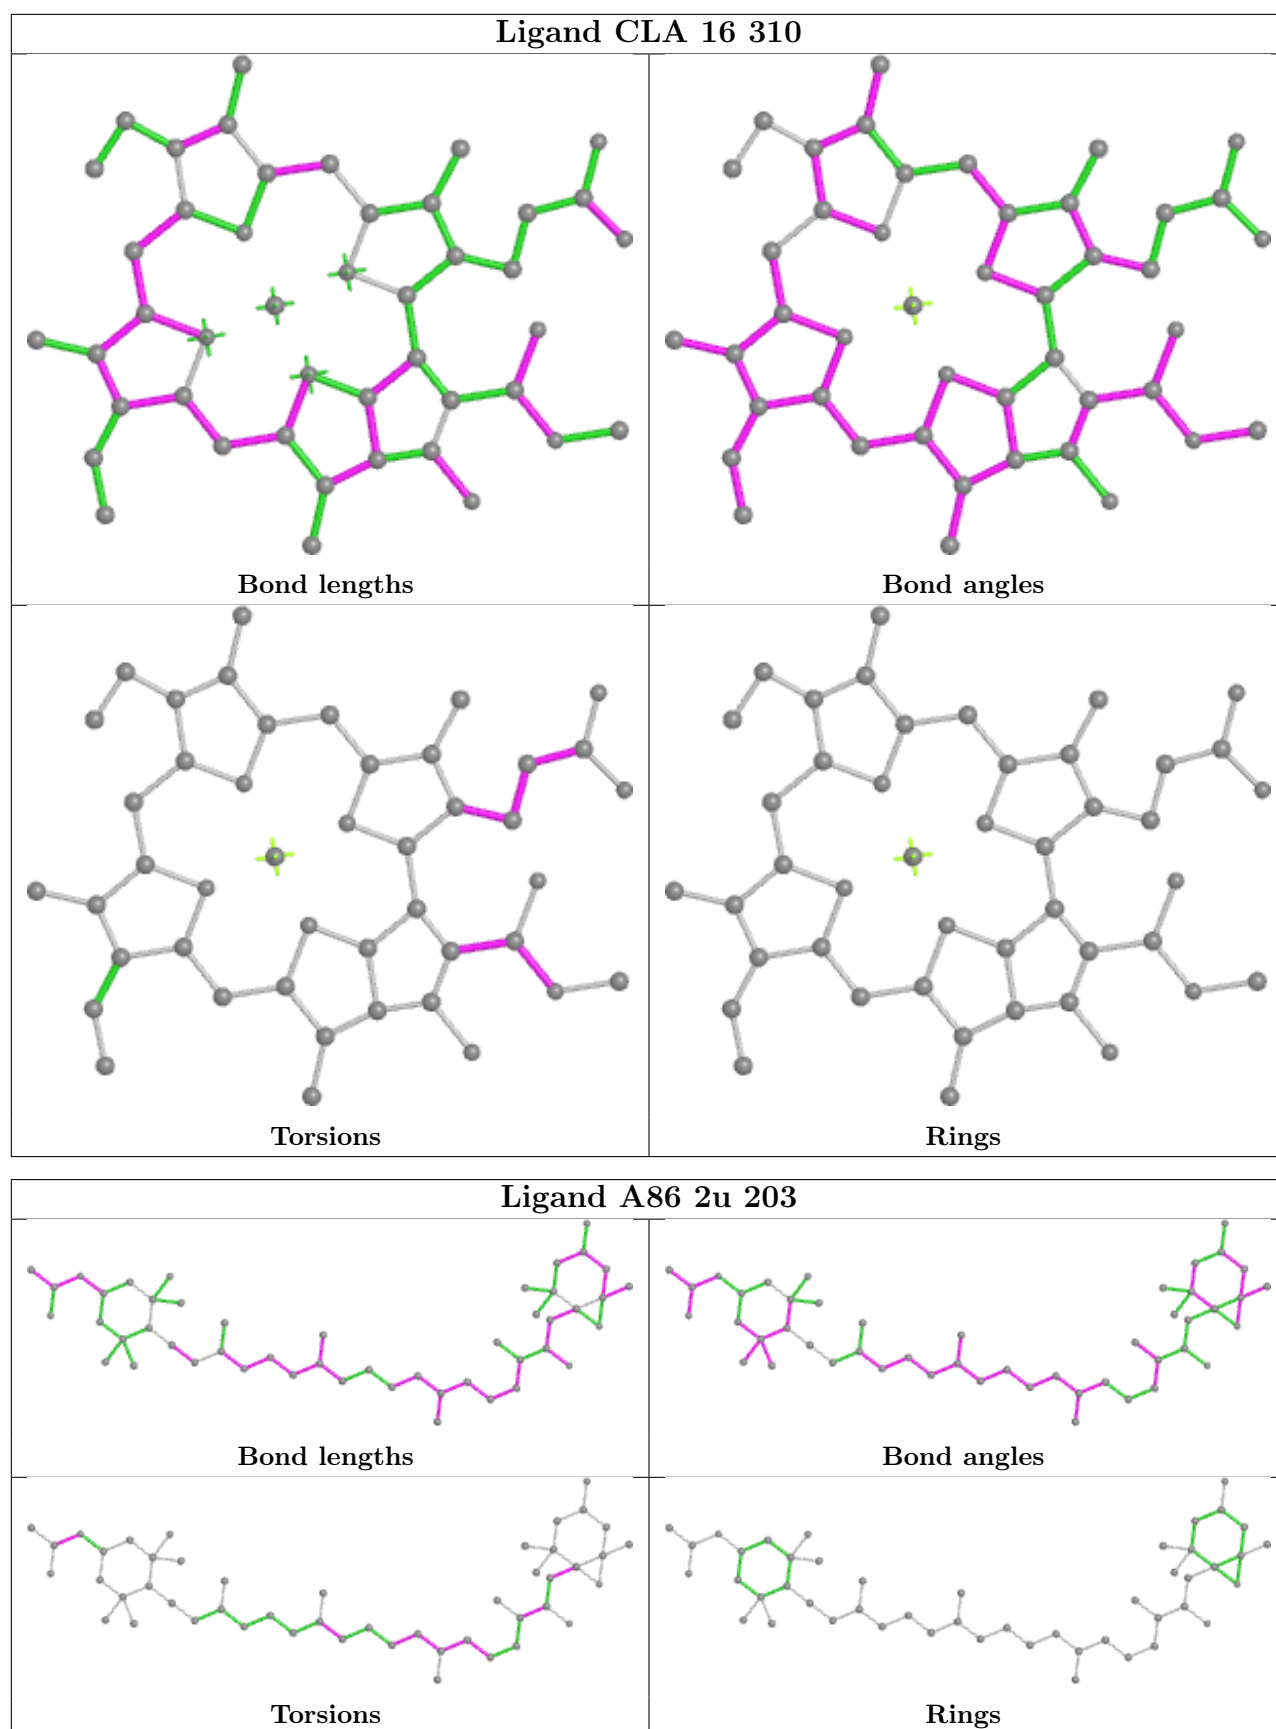 Ligand CLA 16 310
Bond lengths
Bond angles
Torsions
Rings
Ligand A86 2u 203
Bond lengths
Bond angles
Torsions
Rings